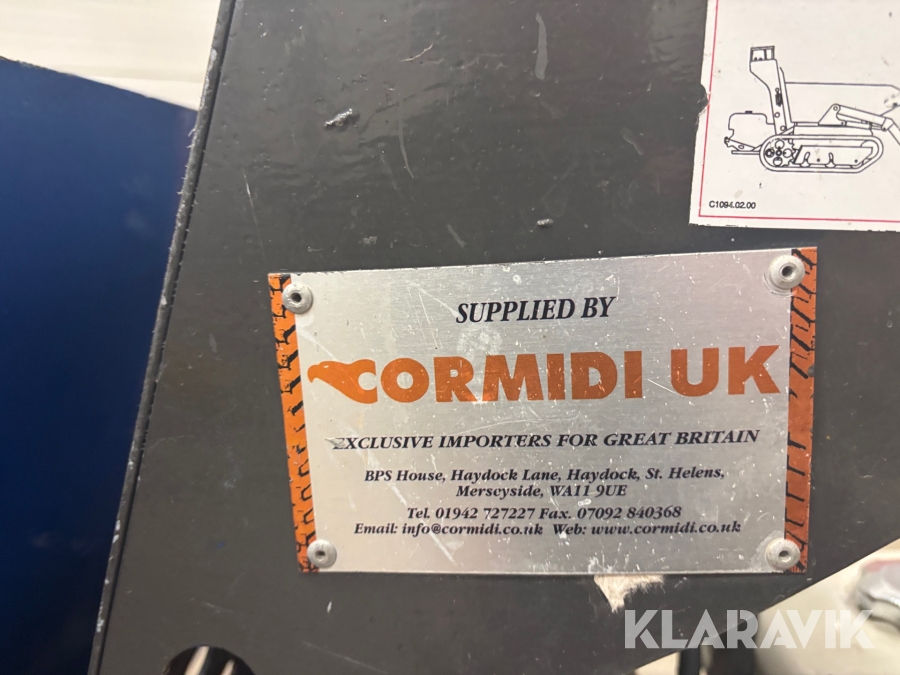 C1094.02.00
SUPPLIED BY
CORMIDI UK
EXCLUSIVE IMPORTERS FOR GREAT BRITAIN
BPS House, Haydock Lane, Haydock, St. Helens,
Merseyside, WA11 9UE
Tel. 01942 727227 Fax. 07092 840368
Email: info@cormidi.co.uk Web: www.cormidi.co.uk
KLARAVIK